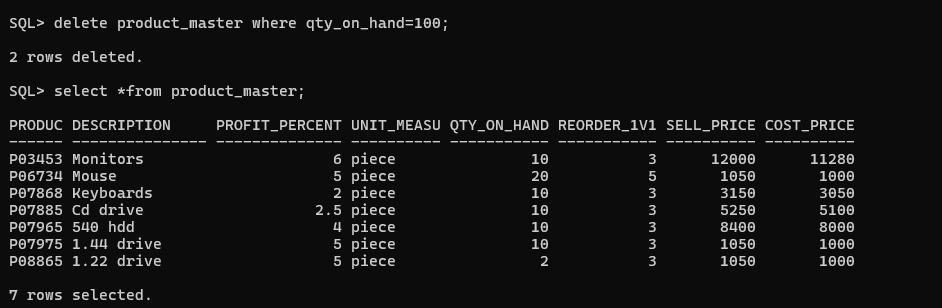 SQL> delete product_master where qty_on_hand=100;
2 rows deleted.
SQL> select *from product_master;
PRODUC DESCRIPTION     PROFIT_PERCENT UNIT_MEASU QTY_ON_HAND REORDER_1V1 SELL_PRICE COST_PRICE
------ --------------- -------------- ---------- ----------- ----------- ---------- ----------
P03453 Monitors                     6 piece               10           3      12000      11280
P06734 Mouse                        5 piece               20           5       1050       1000
P07868 Keyboards                    2 piece               10           3       3150       3050
P07885 Cd drive                   2.5 piece               10           3       5250       5100
P07965 540 hdd                      4 piece               10           3       8400       8000
P07975 1.44 drive                   5 piece               10           3       1050       1000
P08865 1.22 drive                   5 piece                2           3       1050       1000
7 rows selected.